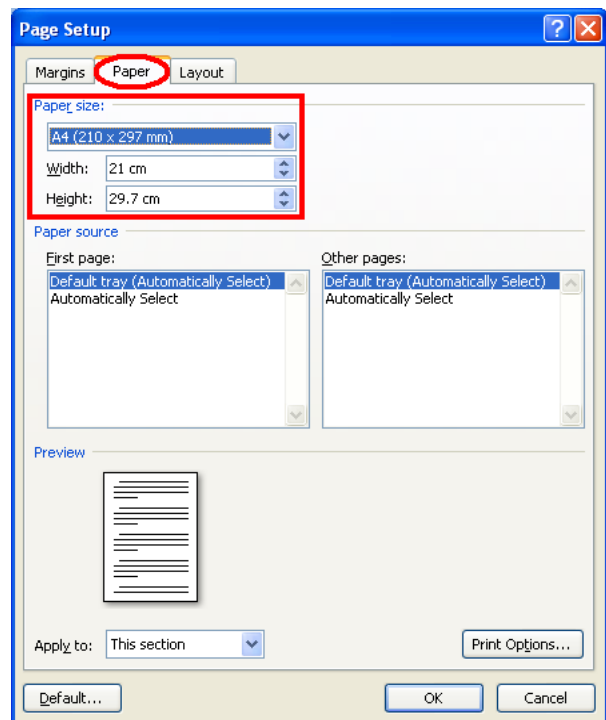 Page Setup
Margins Paper Layout
Paper size:
A4 (210 x 297 mm)
Width: 21 cm
Height: 29.7 cm
Paper source
First page:
Default tray (Automatically Select)
Automatically Select
Other pages:
Default tray (Automatically Select)
Automatically Select
Preview
Apply to: This section
Print Options...
Default... OK Cancel